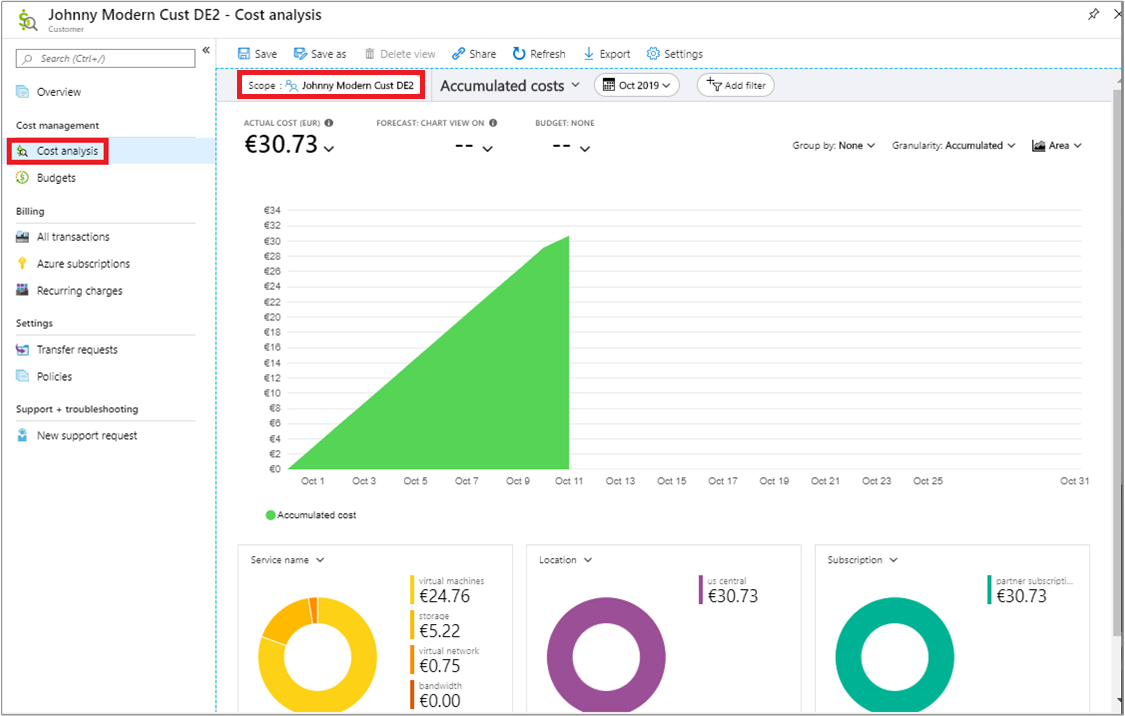 Johnny Modern Cust DE2 - Cost analysis
Customer
Search (Ctrl+/)
Overview
Cost management
Cost analysis
Budgets
Billing
All transactions
Azure subscriptions
Recurring charges
Settings
Transfer requests
Policies
Support + troubleshooting
New support request
Save Save as Delete view Share Refresh Export Settings
Scope : Johnny Modern Cust DE2 Accumulated costs Oct 2019 Add filter
ACTUAL COST (EUR) FORECAST: CHART VIEW ON BUDGET: NONE
€30.73 -- --
Group by: None Granularity: Accumulated Area
€34
€32
€30
€28
€26
€24
€22
€20
€18
€16
€14
€12
€10
€8
€6
€4
€2
€0
Oct 1 Oct 3 Oct 5 Oct 7 Oct 9 Oct 11 Oct 13 Oct 15 Oct 17 Oct 19 Oct 21 Oct 23 Oct 25 Oct 31
Accumulated cost
Service name
virtual machines
€24.76
storage
€5.22
virtual network
€0.75
bandwidth
€0.00
Location
us central
€30.73
Subscription
partner subscripti...
€30.73